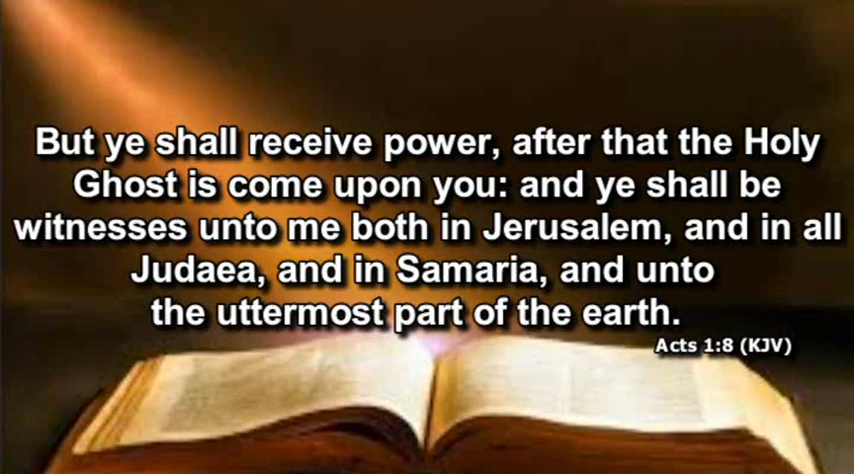 But ye shall receive power, after that the Holy
Ghost is come upon you: and ye shall be
witnesses unto me both in Jerusalem, and in all
Judaea, and in Samaria, and unto
the uttermost part of the earth.
Acts 1:8 (KJV)